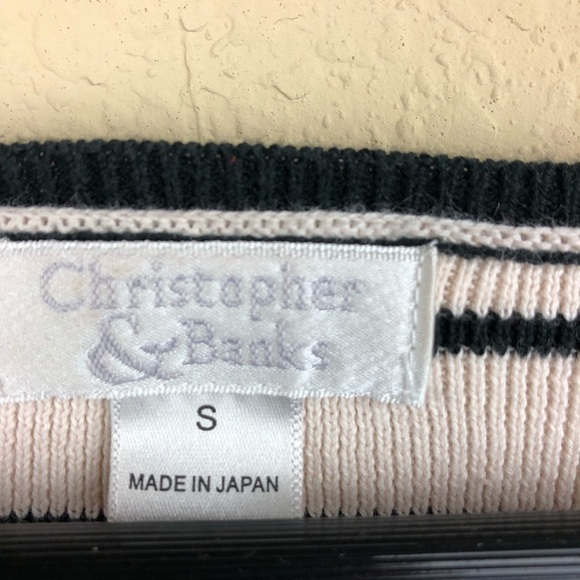 Christopher
& Banks
S
MADE IN JAPAN